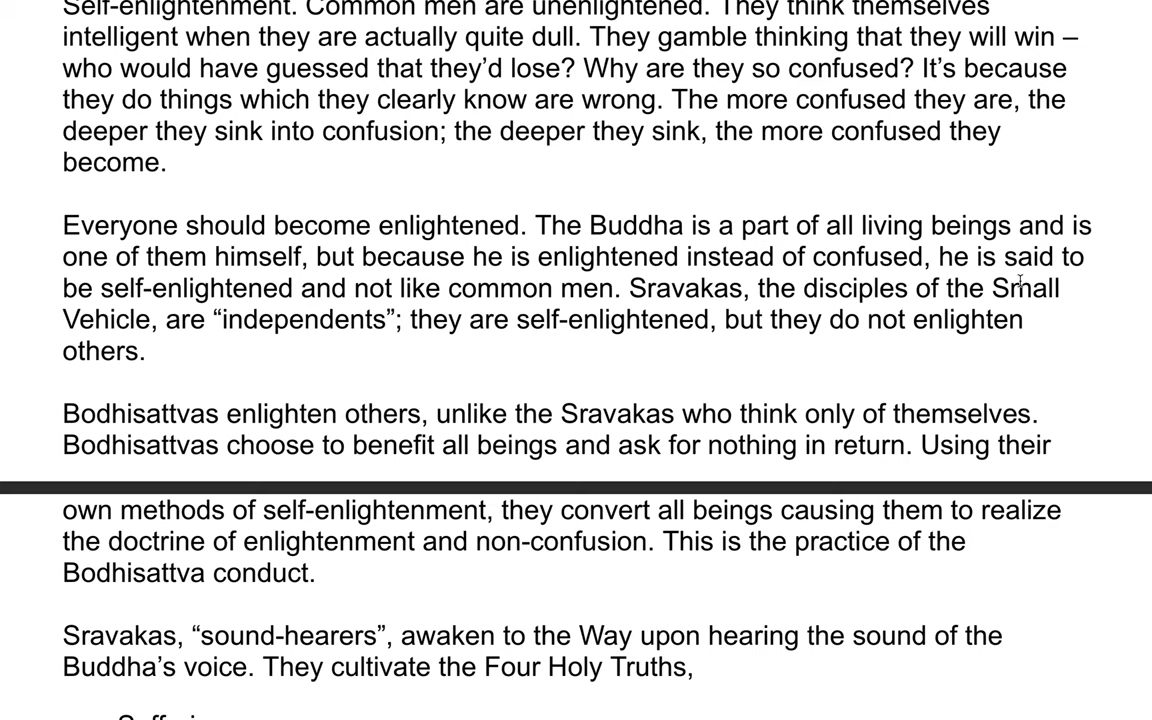 Self-enlightenment. Common men are unenlightened. They think themselves
intelligent when they are actually quite dull. They gamble thinking that they will win –
who would have guessed that they’d lose? Why are they so confused? It’s because
they do things which they clearly know are wrong. The more confused they are, the
deeper they sink into confusion; the deeper they sink, the more confused they
become.
Everyone should become enlightened. The Buddha is a part of all living beings and is
one of them himself, but because he is enlightened instead of confused, he is said to
be self-enlightened and not like common men. Sravakas, the disciples of the Small
Vehicle, are “independents”; they are self-enlightened, but they do not enlighten
others.
Bodhisattvas enlighten others, unlike the Sravakas who think only of themselves.
Bodhisattvas choose to benefit all beings and ask for nothing in return. Using their
own methods of self-enlightenment, they convert all beings causing them to realize
the doctrine of enlightenment and non-confusion. This is the practice of the
Bodhisattva conduct.
Sravakas, “sound-hearers”, awaken to the Way upon hearing the sound of the
Buddha’s voice. They cultivate the Four Holy Truths,